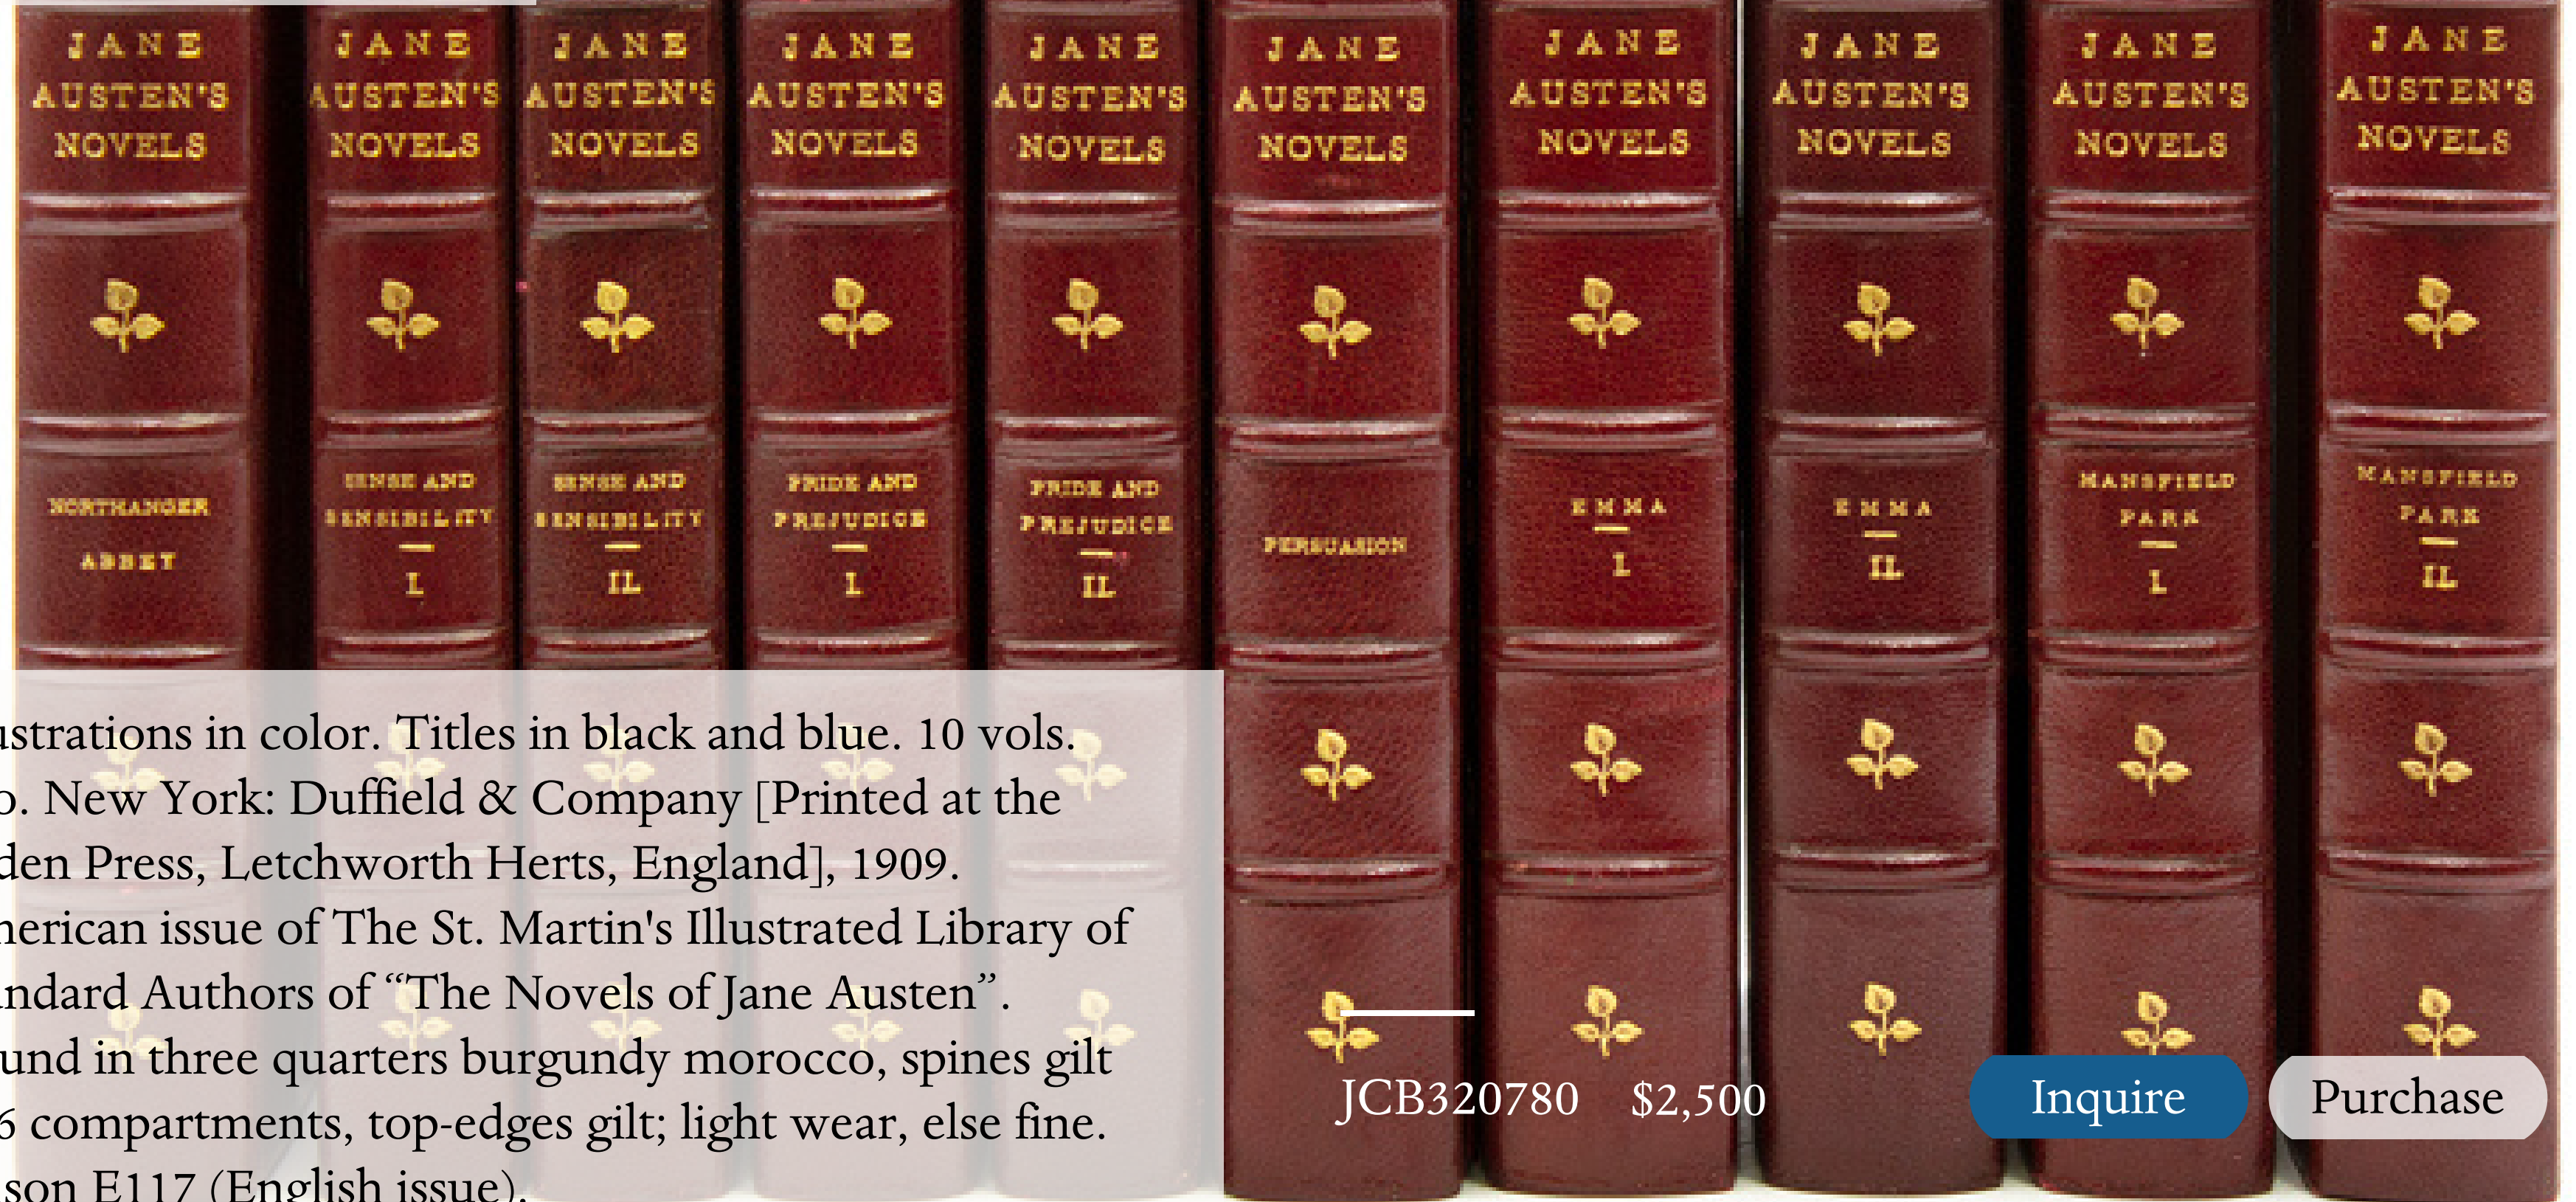 JANE
AUSTEN'S
NOVELS
NORTHANGER
ABBEY
JANE
AUSTEN'S
NOVELS
SENSE AND
SENSIBILITY
I
JANE
AUSTEN'S
NOVELS
SENSE AND
SENSIBILITY
II
JANE
AUSTEN'S
NOVELS
PRIDE AND
PREJUDICE
I
JANE
AUSTEN'S
NOVELS
PRIDE AND
PREJUDICE
II
JANE
AUSTEN'S
NOVELS
PERSUASION
JANE
AUSTEN'S
NOVELS
EMMA
I
JANE
AUSTEN'S
NOVELS
EMMA
II
JANE
AUSTEN'S
NOVELS
MANSFIELD
PARK
I
JANE
AUSTEN'S
NOVELS
MANSFIELD
PARK
II
ustrations in color. Titles in black and blue. 10 vols.
o. New York: Duffield & Company [Printed at the
den Press, Letchworth Herts, England], 1909.
nerican issue of The St. Martin's Illustrated Library of
ndard Authors of “The Novels of Jane Austen”.
und in three quarters burgundy morocco, spines gilt
6 compartments, top-edges gilt; light wear, else fine.
son E117 (English issue).
JCB320780 $2,500
Inquire
Purchase